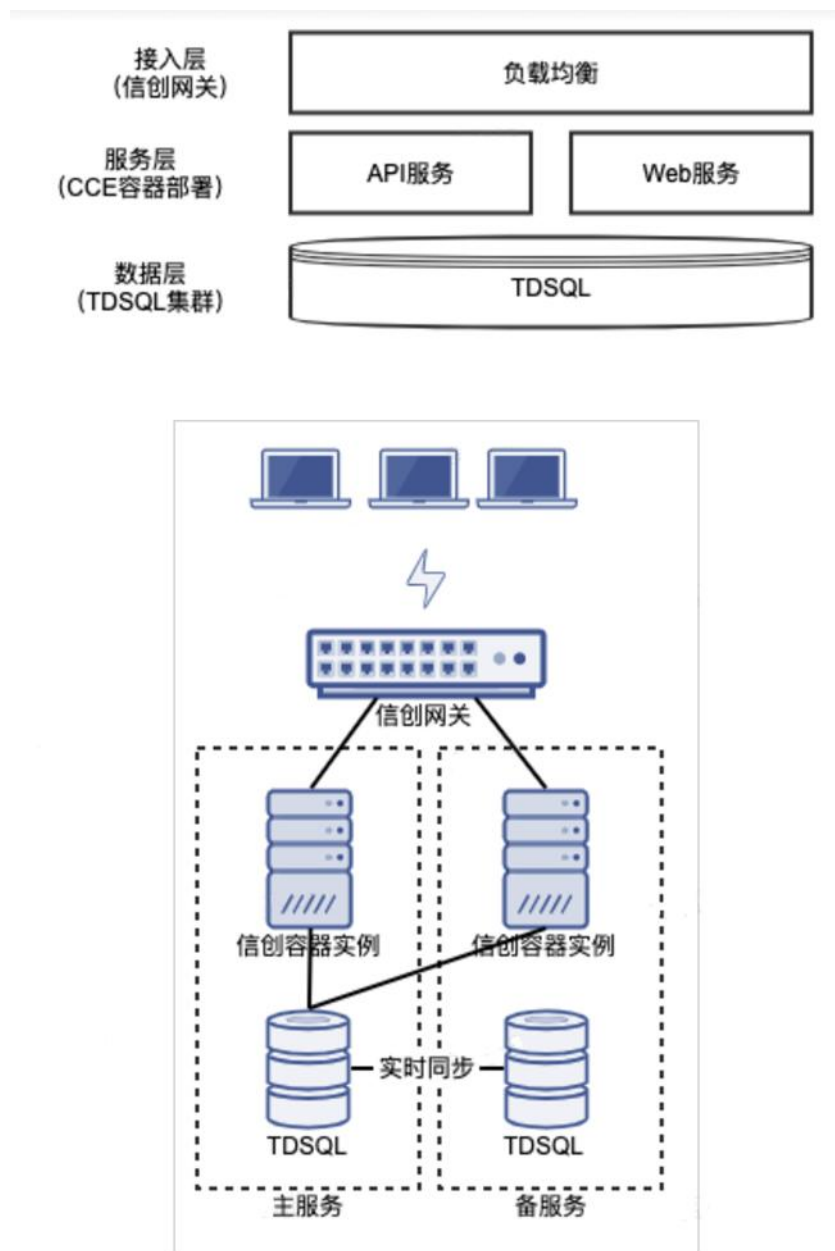 接入层
（信创网关）
负载均衡
服务层
（CCE容器部署）
API服务
Web服务
数据层
（TDSQL集群）
TDSQL
信创网关
信创容器实例
信创容器实例
实时同步
TDSQL
TDSQL
主服务
备服务